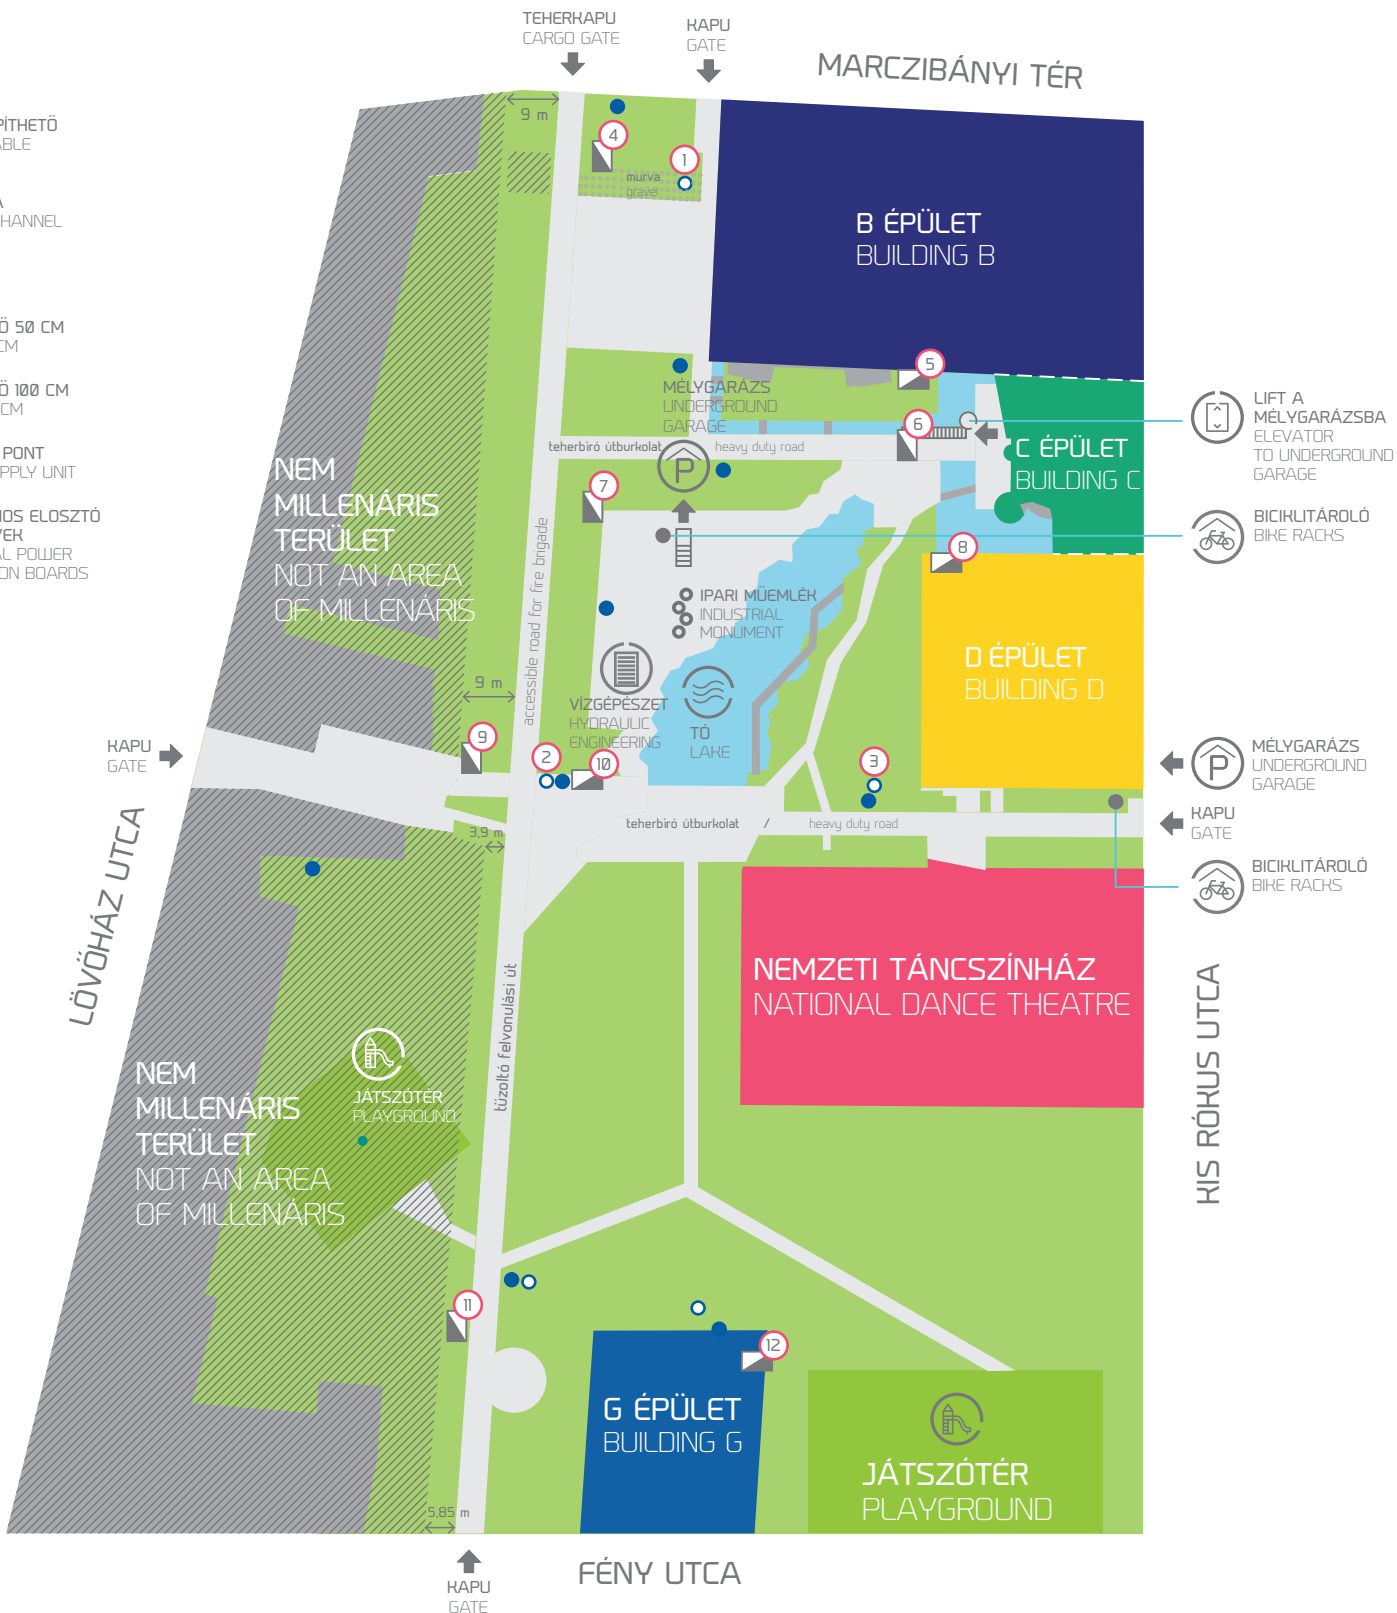 TEHERKAPU
CARGO GATE
KAPU
GATE
MARCZIBÁNYI TÉR
PÍTHETŐ
ABLE
A
HANNEL
Ő 50 CM
CM
Ő 100 CM
CM
PONT
PPLY UNIT
MOS ELOSZTÓ
YEK
AL POWER
ON BOARDS
9 m
4
1
murva
gravel
B ÉPÜLET
BUILDING B
5
MÉLYGARÁZS
UNDERGROUND
GARAGE
6
teherbíró útburkolat
heavy duty road
P
C ÉPÜLET
BUILDING C
LIFT A
MÉLYGARÁZSBA
ELEVATOR
TO UNDERGROUND
GARAGE
BICIKLITÁROLÓ
BIKE RACKS
NEM
MILLENÁRIS
TERÜLET
NOT AN AREA
OF MILLENÁRIS
7
8
accessible road for fire brigade
IPARI MŰEMLÉK
INDUSTRIAL
MONUMENT
D ÉPÜLET
BUILDING D
9 m
VÍZGÉPÉSZET
HYDRAULIC
ENGINEERING
TÓ
LAKE
KAPU
GATE
9
2
10
3
P
MÉLYGARÁZS
UNDERGROUND
GARAGE
KAPU
GATE
3,9 m
teherbíró útburkolat /
heavy duty road
BICIKLITÁROLÓ
BIKE RACKS
LÖVŐHÁZ UTCA
NEMZETI TÁNCSZÍNHÁZ
NATIONAL DANCE THEATRE
tűzoltó felvonulási út
KIS RÓKUS UTCA
NEM
MILLENÁRIS
TERÜLET
NOT AN AREA
OF MILLENÁRIS
JÁTSZÓTÉR
PLAYGROUND
11
12
G ÉPÜLET
BUILDING G
JÁTSZÓTÉR
PLAYGROUND
5,85 m
KAPU
GATE
FÉNY UTCA